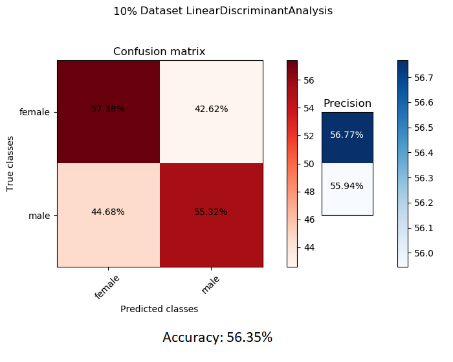 10% Dataset LinearDiscriminantAnalysis
Confusion matrix
Precision
female
male
True classes
57.38%
42.62%
44.68%
55.32%
female
male
Predicted classes
56
54
52
50
48
46
44
56.77%
55.94%
56.7
56.6
56.5
56.4
56.3
56.2
56.1
56.0
Accuracy: 56.35%